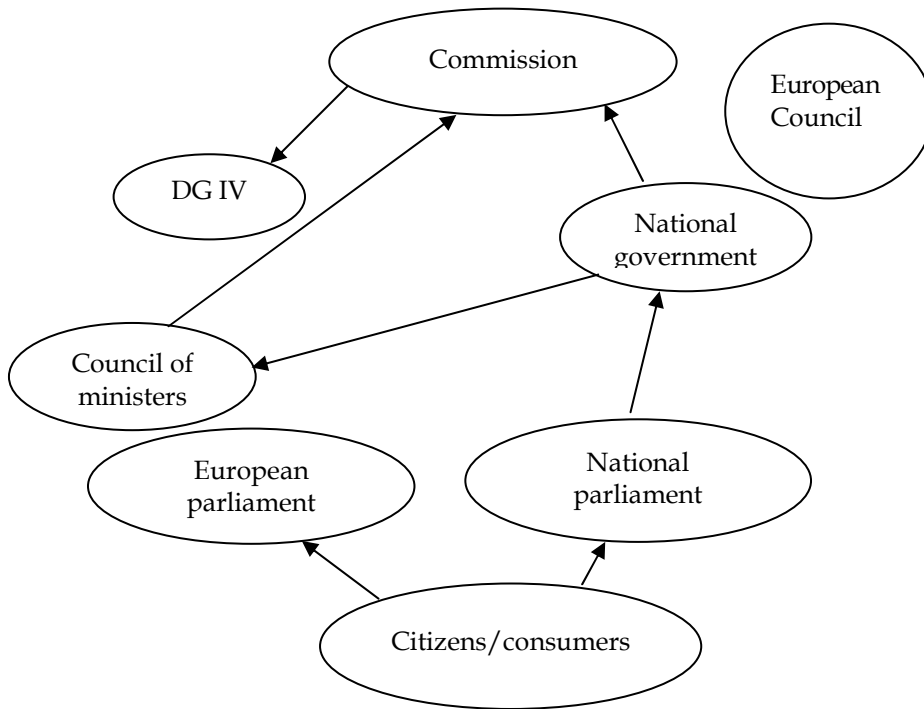 Commission
European
Council
DG IV
National
government
Council of
ministers
European
parliament
National
parliament
Citizens/consumers